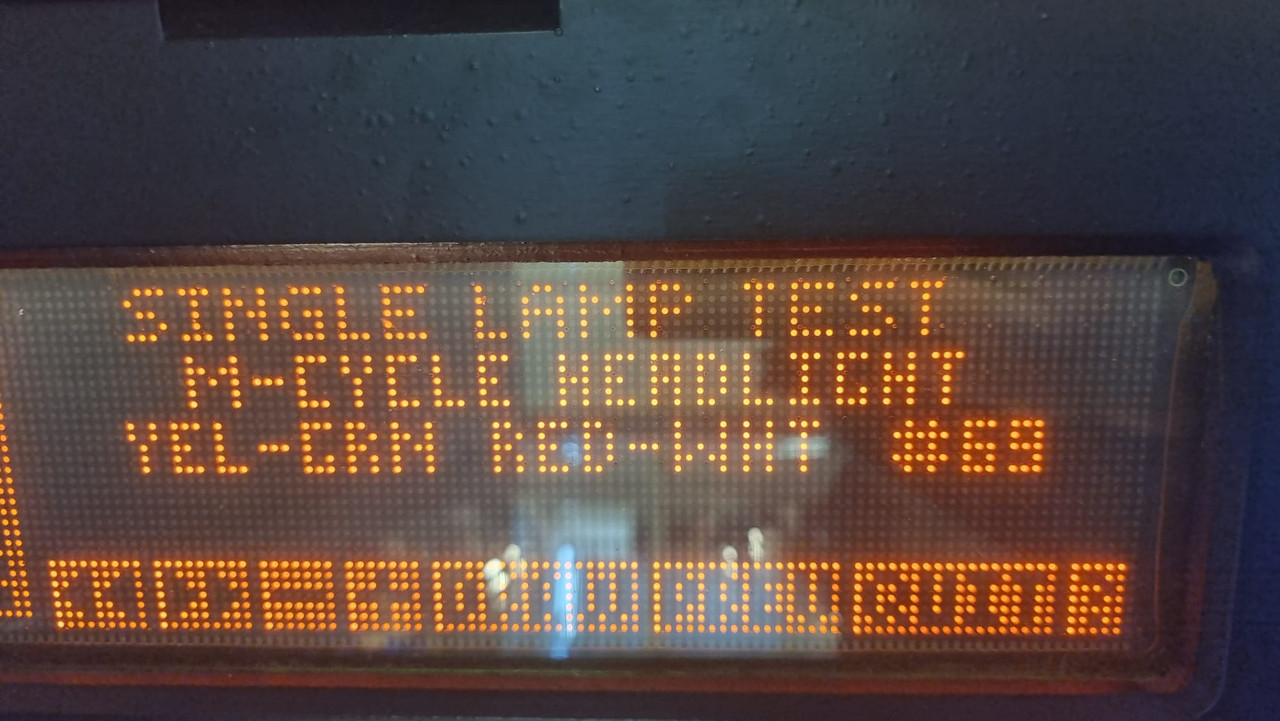 SINGLE LAMP TEST
M-CYCLE HEADLIGHT
YEL-GRN RED-WHT #69